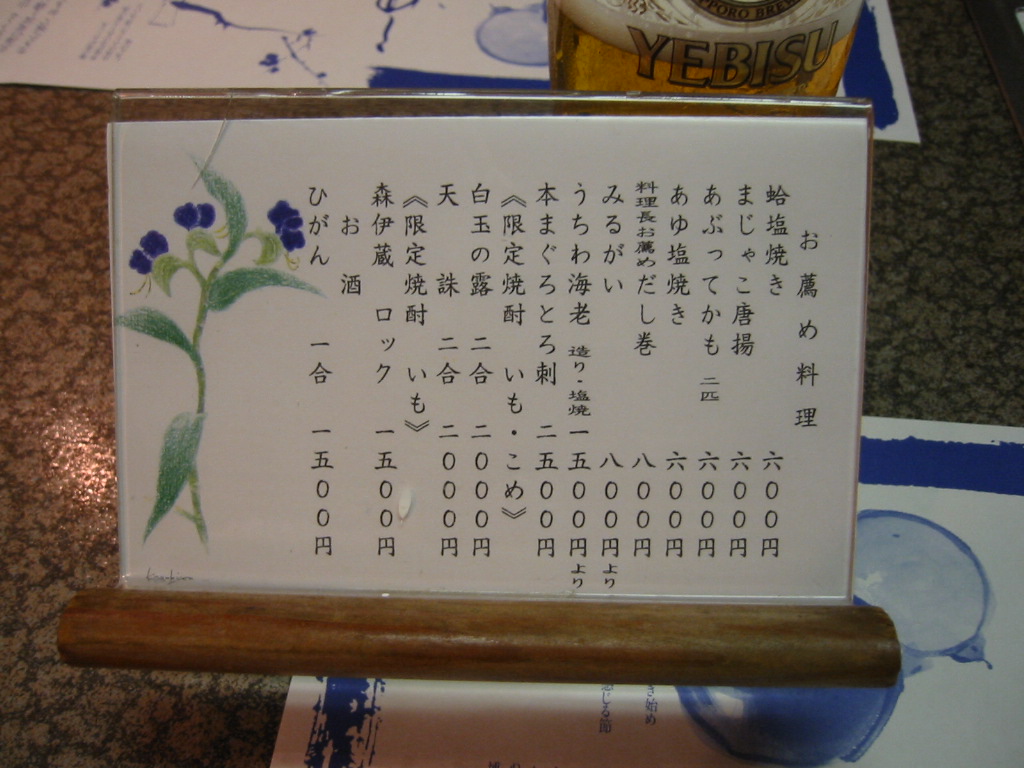 SAPPORO BREW
YEBISU
お薦め料理
蛤塩焼き 六〇〇円
まじゃこ唐揚 六〇〇円
あぶってかも 二匹 六〇〇円
あゆ塩焼き 六〇〇円
料理長お薦めだし巻 八〇〇円
みるがい 八〇〇円より
うちわ海老 造り・塩焼 一五〇〇円より
本まぐろとろ刺 二五〇〇円
《限定焼酎 いも・こめ》
白玉の露 二合 二〇〇〇円
天 誅 二合 二〇〇〇円
《限定焼酎 いも》
森伊蔵 ロック 一五〇〇円
お酒
ひがん 一合 一五〇〇円
き始め
じる節